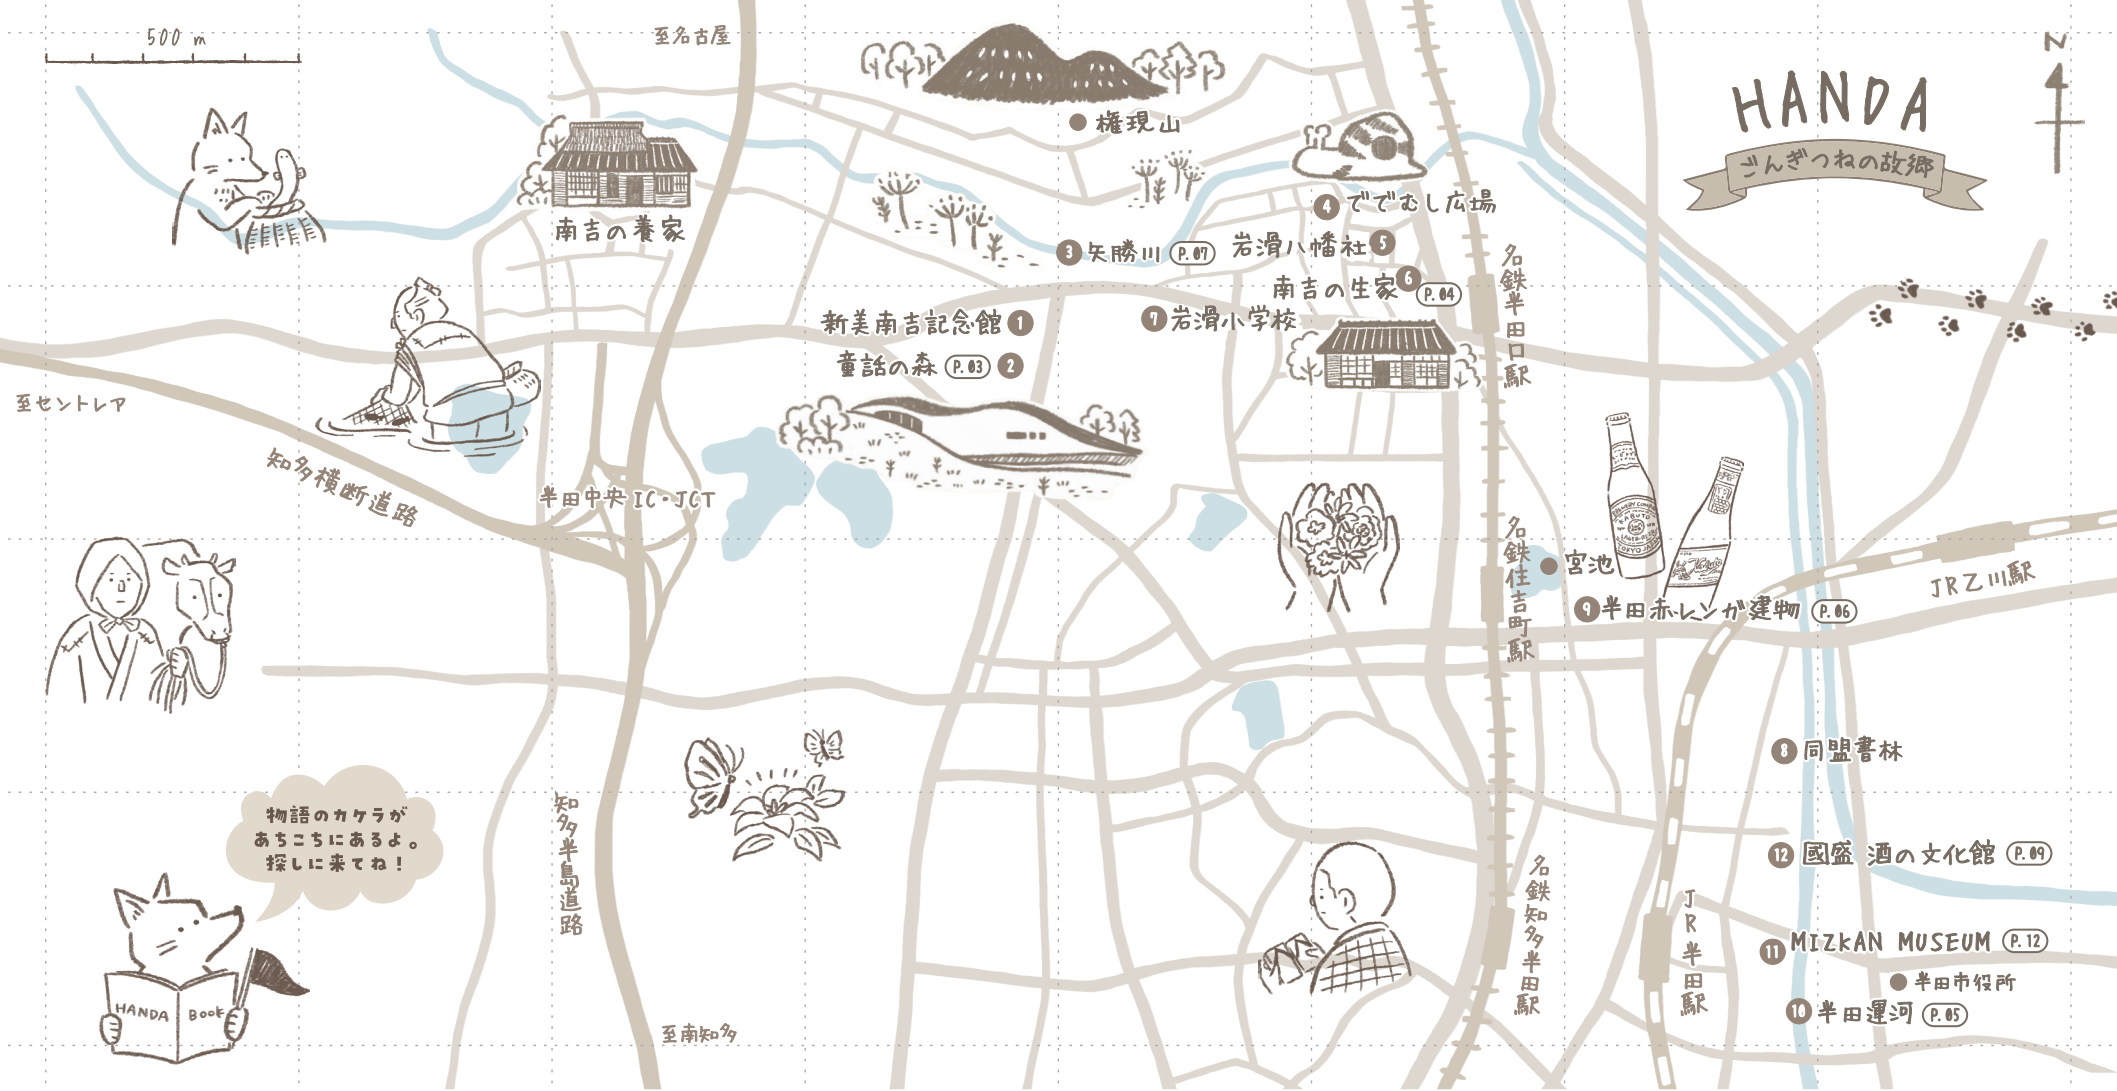 500 m
至名古屋
N
HANDA
ごんぎつねの故郷
権現山
南吉の養家
4 ででむし広場
3 矢勝川 P.07
岩滑八幡社 5
南吉の生家 6 P.04
名鉄半田口駅
新美南吉記念館 1
7 岩滑小学校
童話の森 P.03 2
至セントレア
知多横断道路
半田中央 IC・JCT
名鉄住吉町駅
宮池
KABUTO
JR乙川駅
9 半田赤レンガ建物 P.06
8 同盟書林
物語のカケラが
あちこちにあるよ。
探しに来てね！
知多半島道路
12 國盛 酒の文化館 P.09
名鉄知多半田駅
JR半田駅
11 MIZKAN MUSEUM P.12
半田市役所
10 半田運河 P.05
HANDA BOOK
至南知多